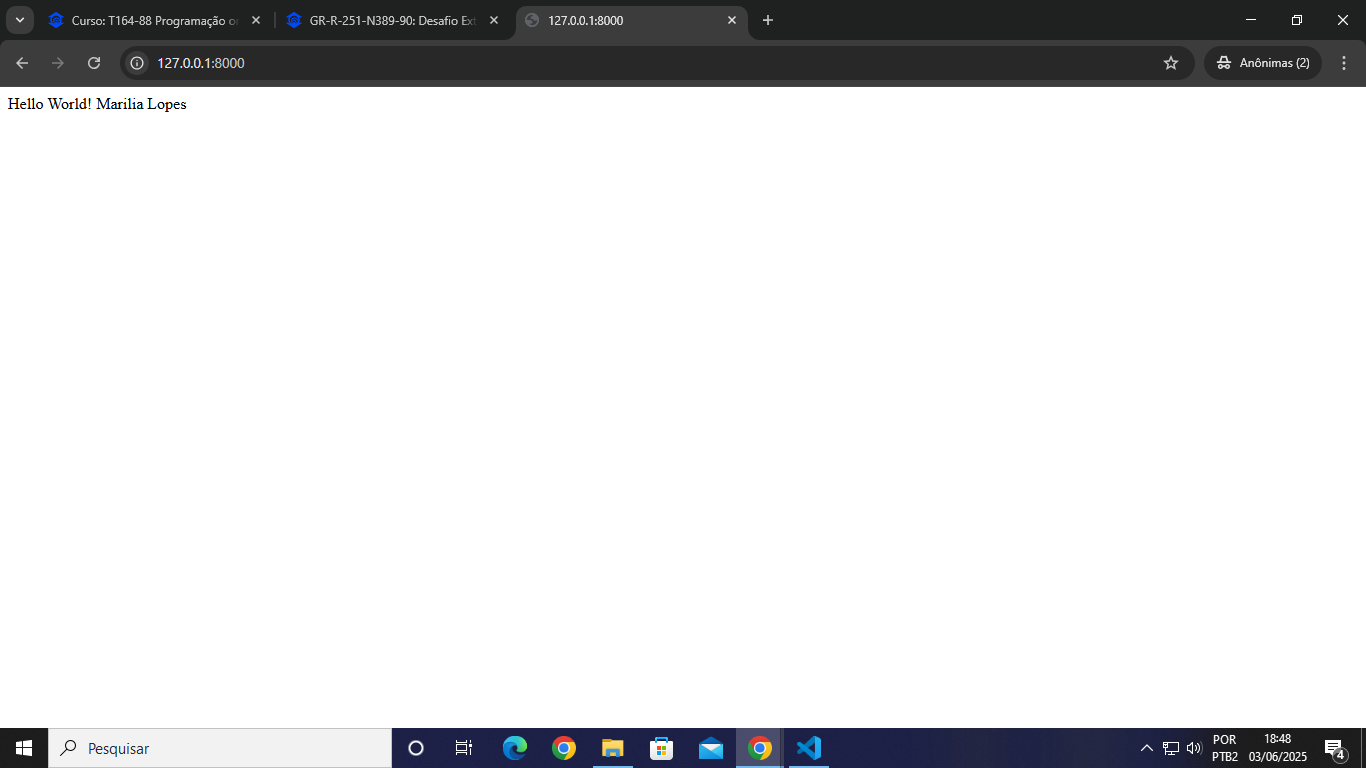 Curso: T164-88 Programação o
GR-R-251-N389-90: Desafio Ext
127.0.0.1:8000
127.0.0.1:8000
Anônimas (2)
Hello World! Marilia Lopes
Pesquisar
POR
PTB2
18:48
03/06/2025
4